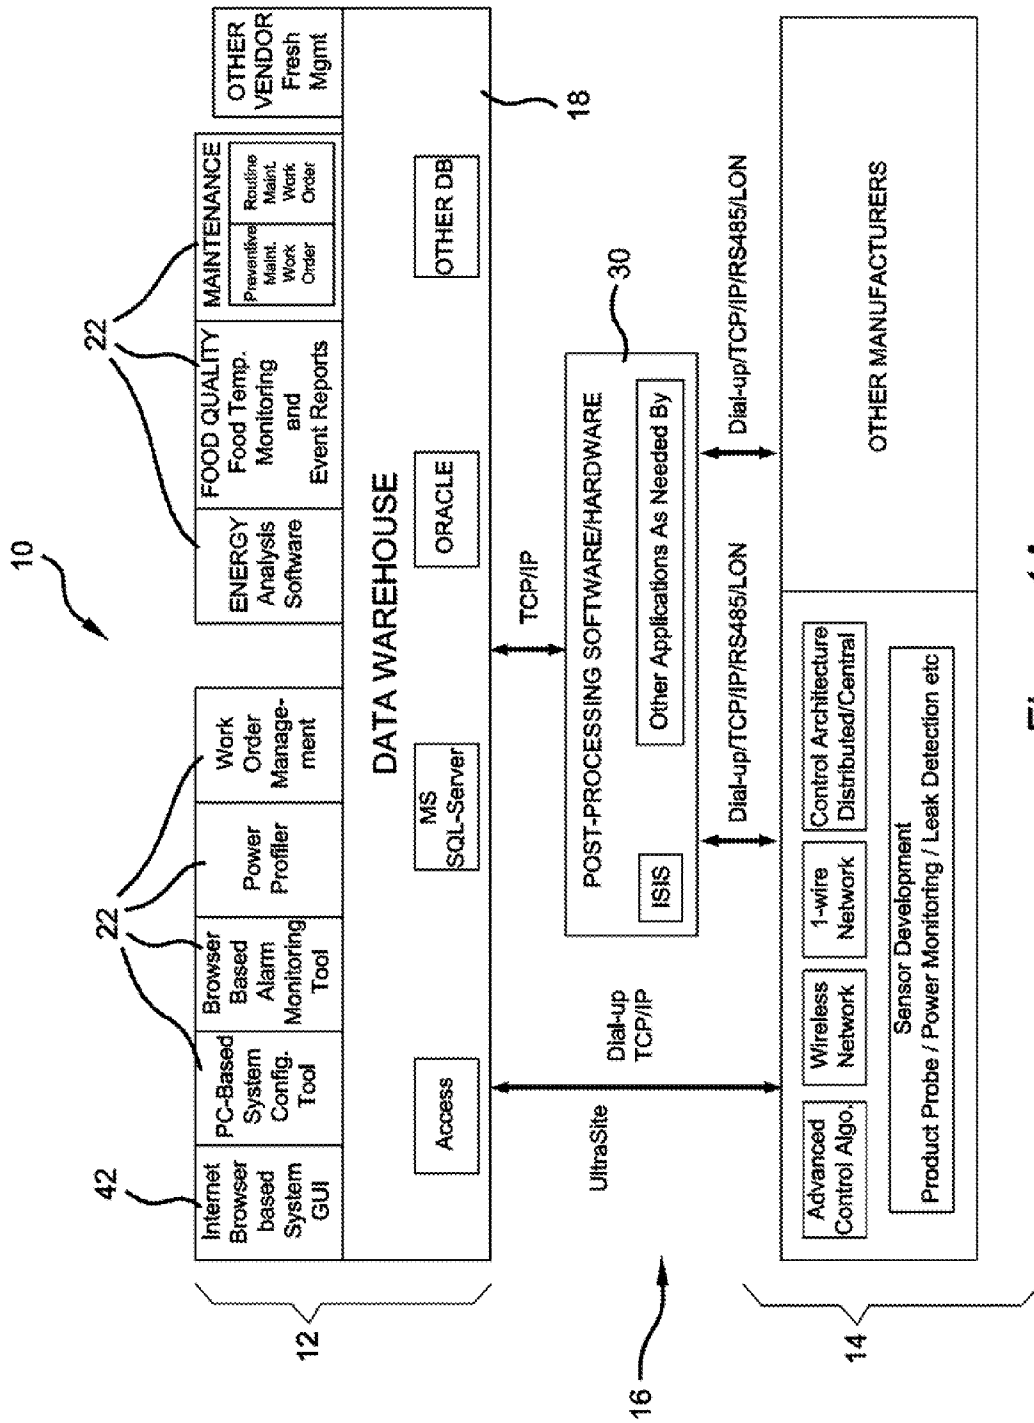 10
42
22
22
Internet
Browser
based
System
GUI
PC-Based
System
Config.
Tool
Browser
Based
Alarm
Monitoring
Tool
Power
Profiler
Work
Order
Manage-
ment
ENERGY
Analysis
Software
FOOD QUALITY
Food Temp.
Monitoring
and
Event Reports
MAINTENANCE
Preventive
Maint.
Work
Order
Routine
Maint.
Work
Order
OTHER
VENDOR
Fresh
Mgmt
12
DATA WAREHOUSE
Access
MS
SQL-Server
ORACLE
OTHER DB
18
16
UltraSite
Dial-up
TCP/IP
TCP/IP
POST-PROCESSING SOFTWARE/HARDWARE
30
ISIS
Other Applications As Needed By
Dial-up/TCP/IP/RS485/LON
Dial-up/TCP/IP/RS485/LON
14
Advanced
Control Algo.
Wireless
Network
1-wire
Network
Control Architecture
Distributed/Central
Sensor Development
Product Probe / Power Monitoring / Leak Detection etc
OTHER MANUFACTURERS